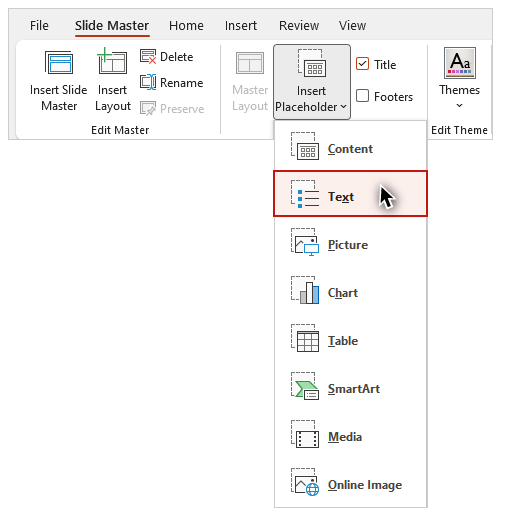 File Slide Master Home Insert Review View
Insert Slide Master
Insert Layout
Delete
Rename
Preserve
Edit Master
Master Layout
Insert Placeholder
Title
Footers
Aa
Themes
Edit Theme
Content
Text
Picture
Chart
Table
SmartArt
Media
Online Image